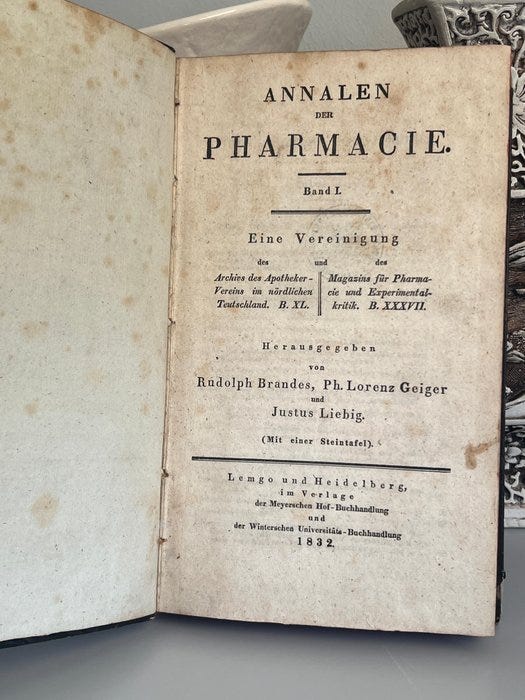 ANNALEN
DER
PHARMACIE.
Band I.
Eine Vereinigung
des und des
Archivs des Apotheker-
Vereins im nördlichen
Teutschland. B. XL.
Magazins für Pharma-
cie und Experimental-
kritik. B. XXXVII.
Herausgegeben
von
Rudolph Brandes, Ph. Lorenz Geiger
und
Justus Liebig.
(Mit einer Steintafel).
Lemgo und Heidelberg,
im Verlage
der Meyerschen Hof-Buchhandlung
und
der Winterschen Universitäts-Buchhandlung
1832.